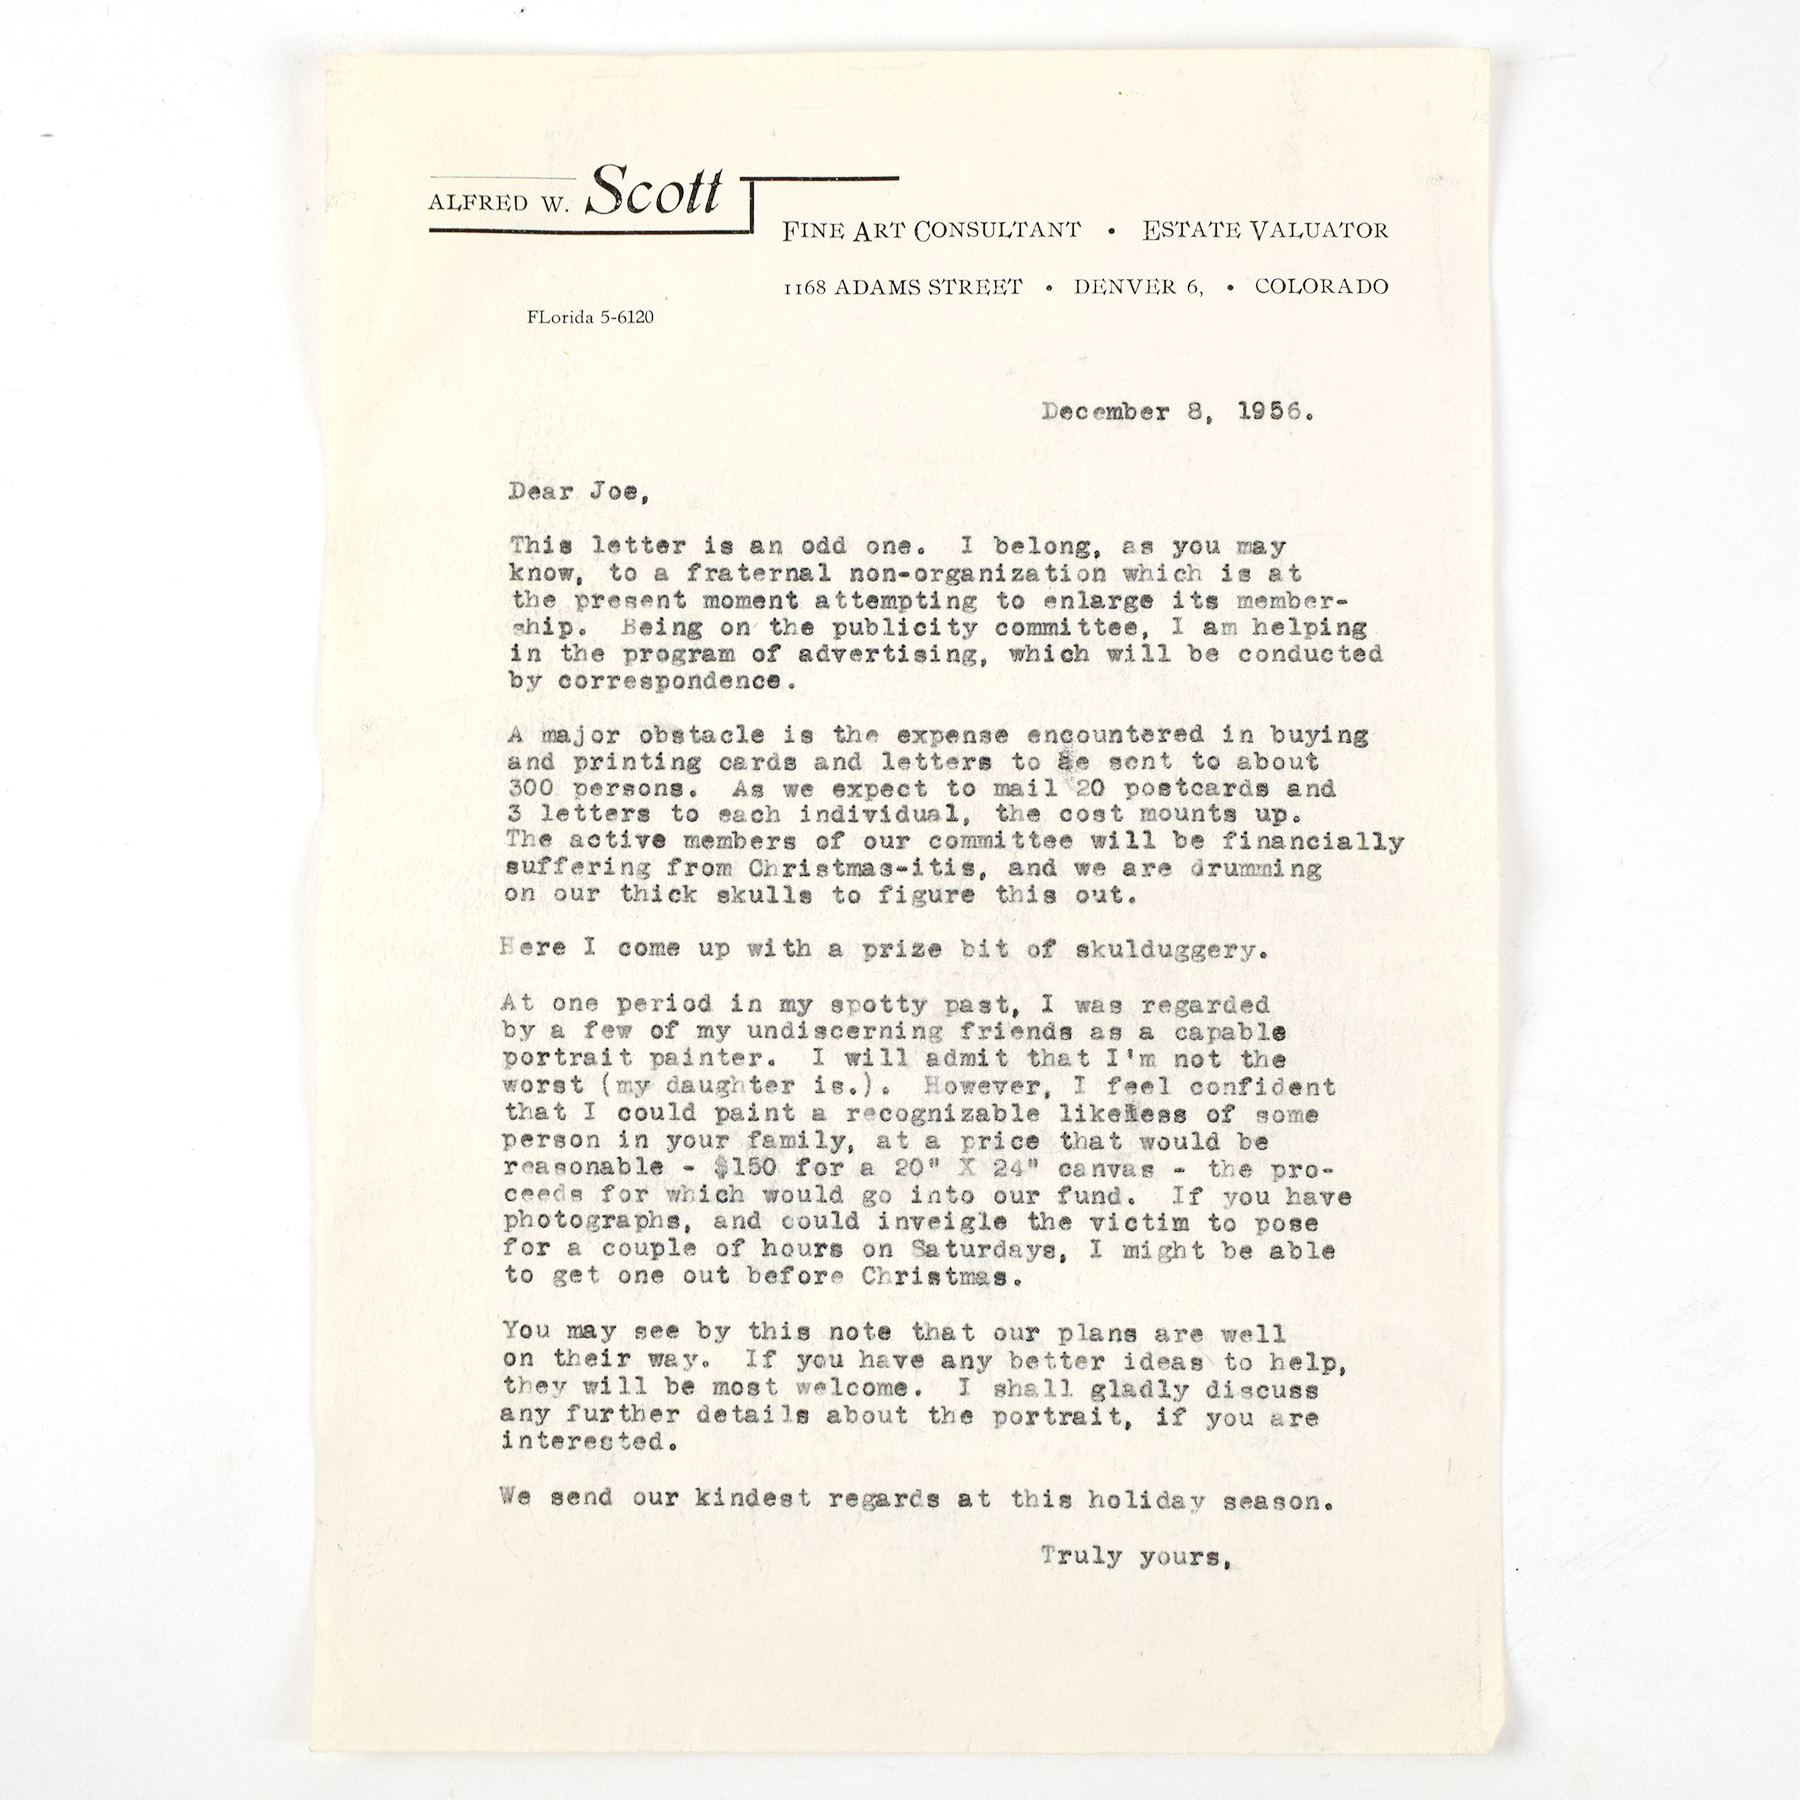 ALFRED W. Scott
FINE ART CONSULTANT • ESTATE VALUATOR
1168 ADAMS STREET • DENVER 6, • COLORADO
FLorida 5-6120
December 8, 1956.
Dear Joe,
This letter is an odd one.  I belong, as you may
know, to a fraternal non-organization which is at
the present moment attempting to enlarge its member-
ship.  Being on the publicity committee, I am helping
in the program of advertising, which will be conducted
by correspondence.
A major obstacle is the expense encountered in buying
and printing cards and letters to be sent to about
300 persons.  As we expect to mail 20 postcards and
3 letters to each individual, the cost mounts up.
The active members of our committee will be financially
suffering from Christmas-itis, and we are drumming
on our thick skulls to figure this out.
Here I come up with a prize bit of skulduggery.
At one period in my spotty past, I was regarded
by a few of my undiscerning friends as a capable
portrait painter.  I will admit that I'm not the
worst (my daughter is.).  However, I feel confident
that I could paint a recognizable likeness of some
person in your family, at a price that would be
reasonable - $150 for a 20" X 24" canvas - the pro-
ceeds for which would go into our fund.  If you have
photographs, and could inveigle the victim to pose
for a couple of hours on Saturdays, I might be able
to get one out before Christmas.
You may see by this note that our plans are well
on their way.  If you have any better ideas to help,
they will be most welcome.  I shall gladly discuss
any further details about the portrait, if you are
interested.
We send our kindest regards at this holiday season.
Truly yours,